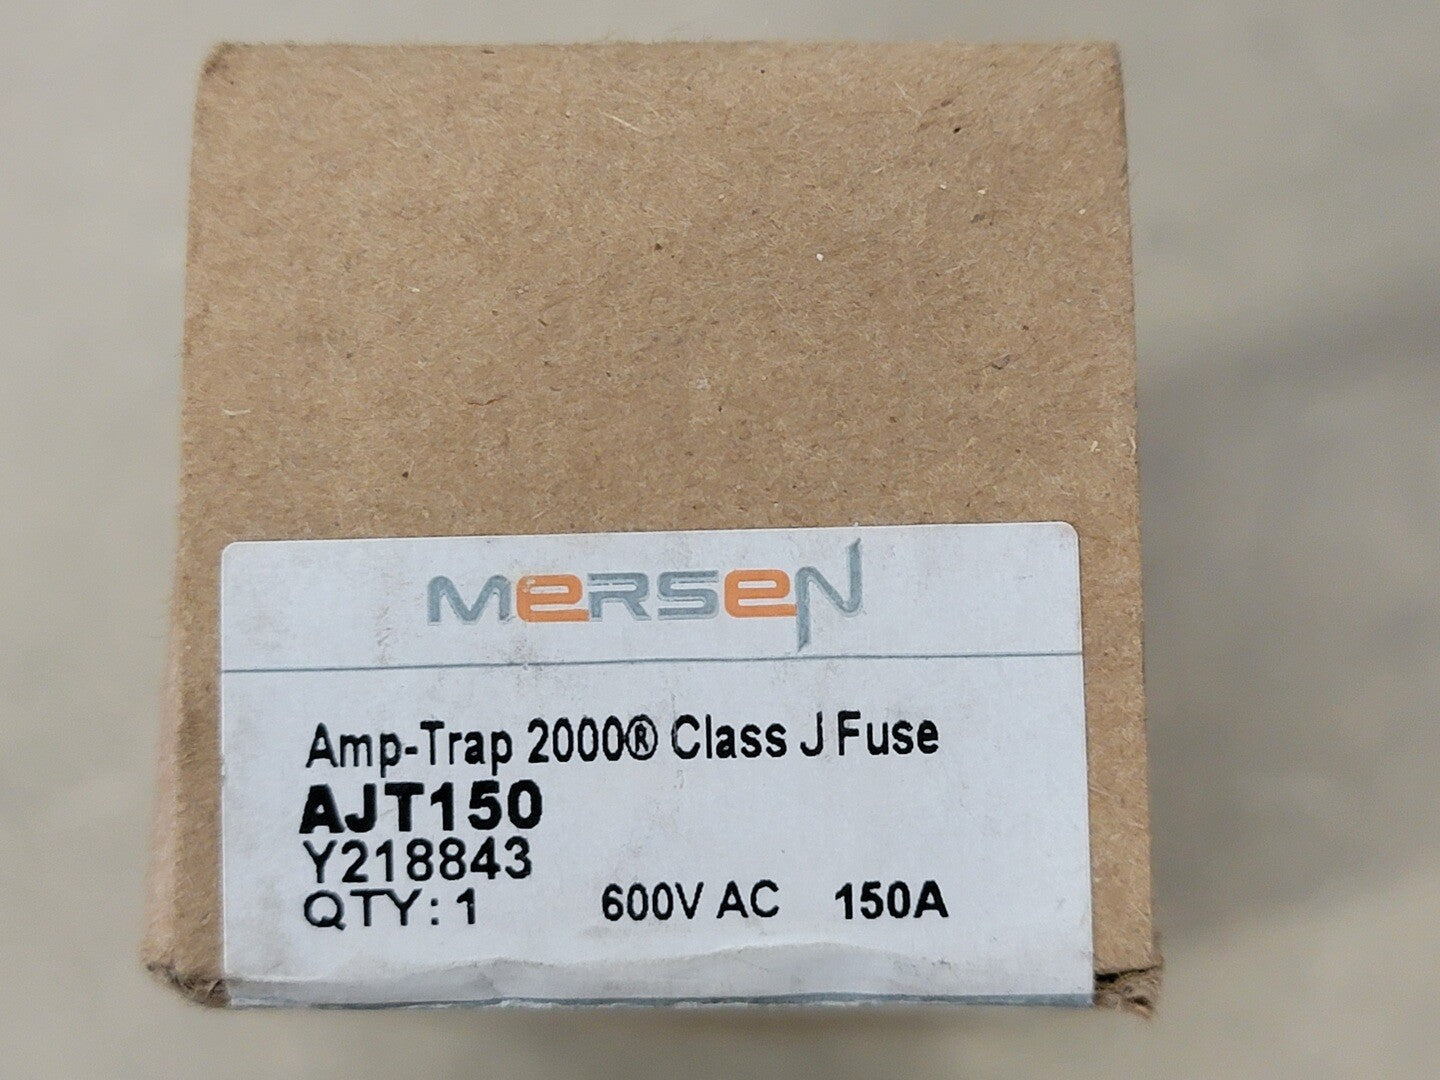 MERSEN
Amp-Trap 2000® Class J Fuse
AJT150
Y218843
QTY: 1 600V AC 150A